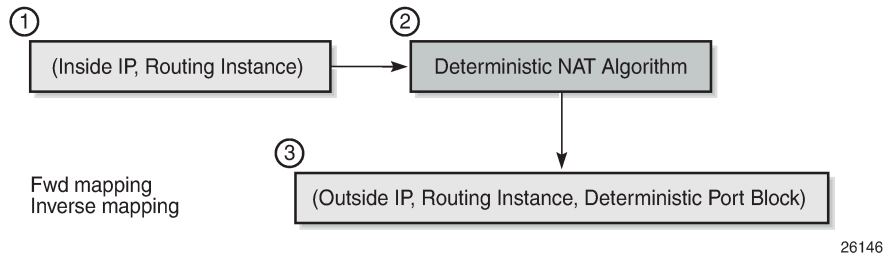 1
(Inside IP, Routing Instance)
2
Deterministic NAT Algorithm
3
(Outside IP, Routing Instance, Deterministic Port Block)
Fwd mapping
Inverse mapping
26146